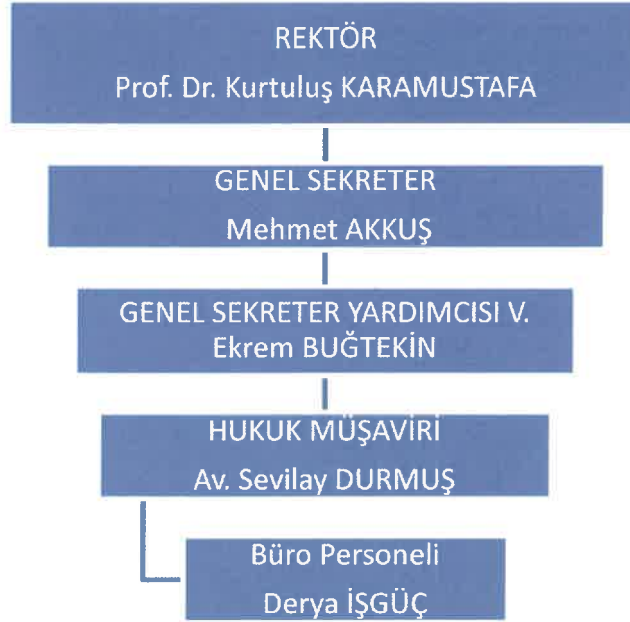 REKTÖR
Prof. Dr. Kurtuluş KARAMUSTAFA
GENEL SEKRETER
Mehmet AKKUŞ
GENEL SEKRETER YARDIMCISI V.
Ekrem BUĞTEKİN
HUKUK MÜŞAVİRİ
Av. Sevilay DURMUŞ
Büro Personeli
Derya İŞGÜÇ